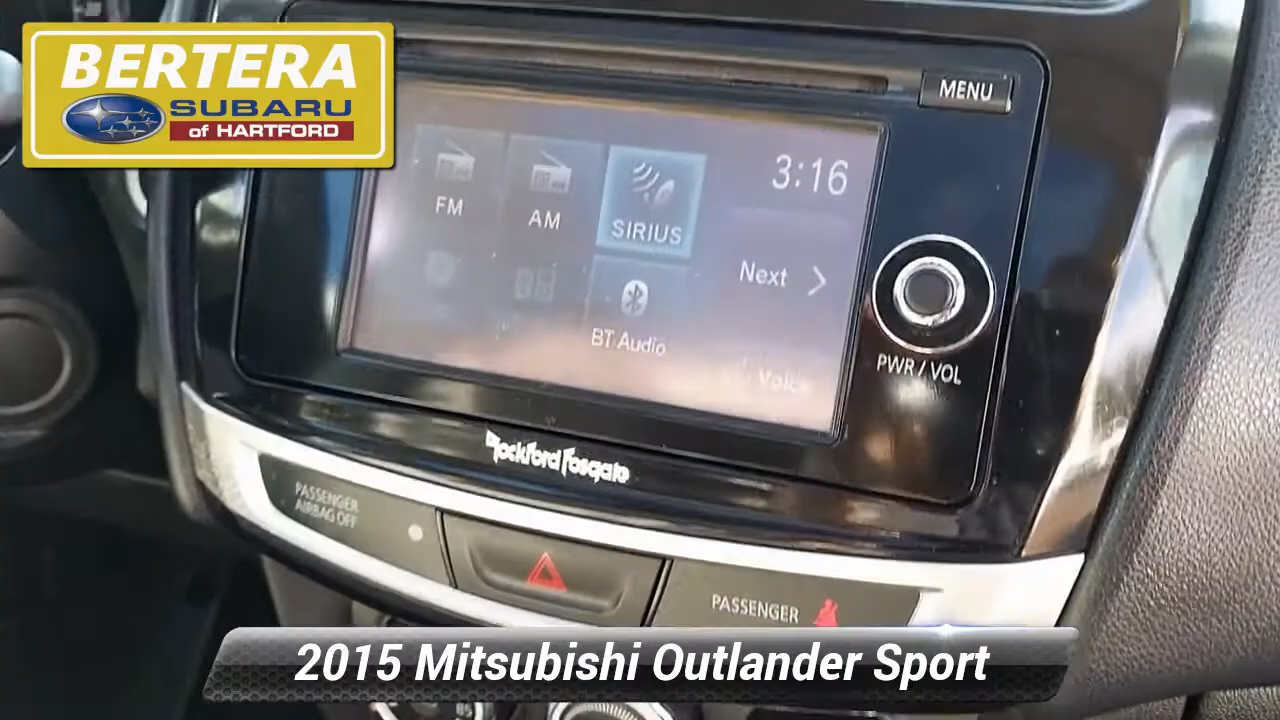 BERTERA
SUBARU
of HARTFORD
MENU
3:16
FM
AM
SIRIUS
Next
BT Audio
Voice
PWR / VOL
Rockford Fosgate
PASSENGER
AIRBAG OFF
PASSENGER
2015 Mitsubishi Outlander Sport